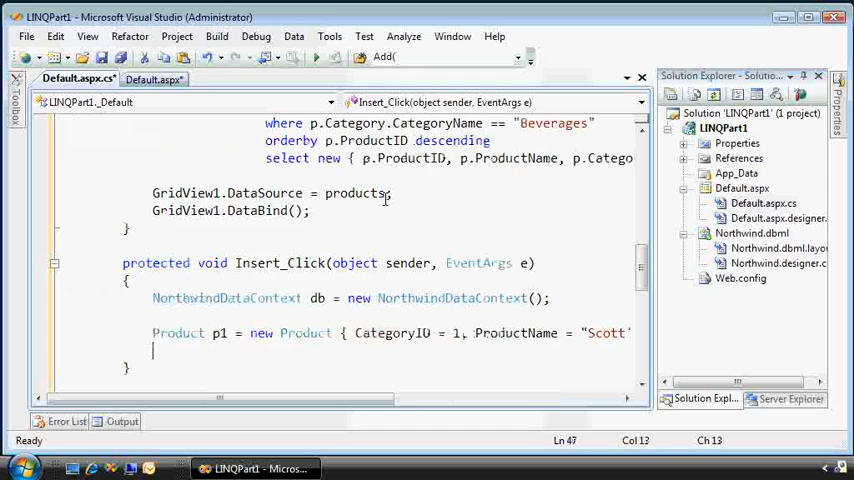 LINQPart1 - Microsoft Visual Studio (Administrator)
File Edit View Refactor Project Build Debug Data Tools Test Analyze Window Help
Add(
Default.aspx.cs* Default.aspx*
LINQPart1._Default Insert_Click(object sender, EventArgs e)
where p.Category.CategoryName == "Beverages"
orderby p.ProductID descending
select new { p.ProductID, p.ProductName, p.Catego
GridView1.DataSource = products;
GridView1.DataBind();
}
protected void Insert_Click(object sender, EventArgs e)
{
NorthwindDataContext db = new NorthwindDataContext();
Product p1 = new Product { CategoryID = 1, ProductName = "Scott'
}
Toolbox
Solution Explorer - Solutio...
Solution 'LINQPart1' (1 project)
LINQPart1
Properties
References
App_Data
Default.aspx
Default.aspx.cs
Default.aspx.designer.
Northwind.dbml
Northwind.dbml.layou
Northwind.designer.c
Web.config
Properties
Solution Expl... Server Explorer
Error List Output
Ready Ln 47 Col 13 Ch 13
LINQPart1 - Micros...